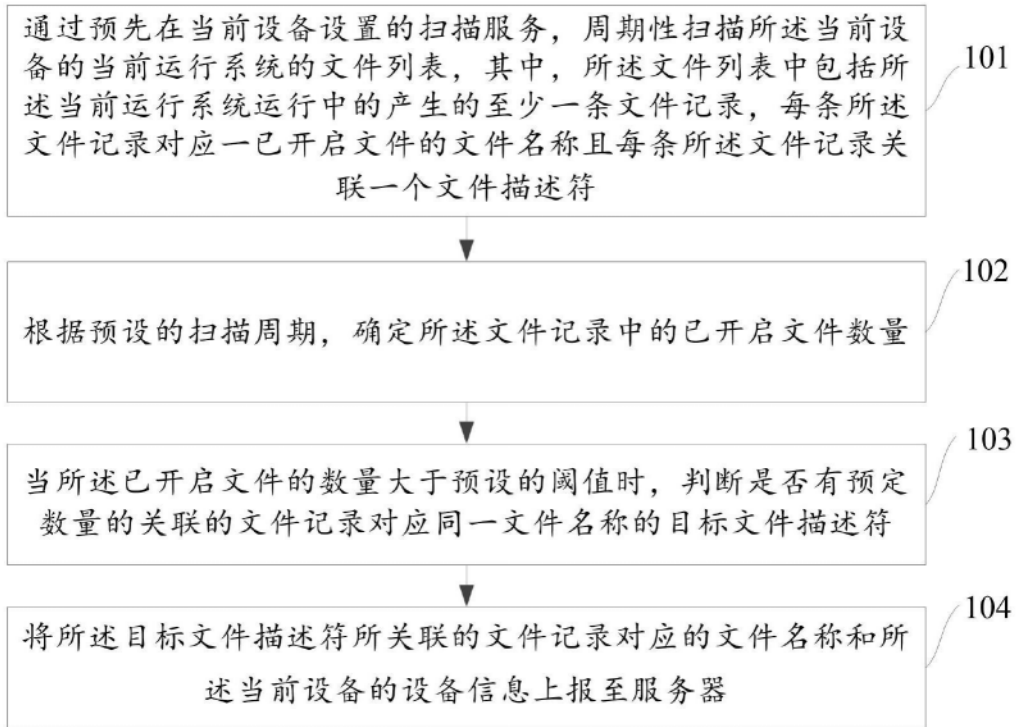 通过预先在当前设备设置的扫描服务，周期性扫描所述当前设
备的当前运行系统的文件列表，其中，所述文件列表中包括所
述当前运行系统运行中的产生的至少一条文件记录，每条所述
文件记录对应一已开启文件的文件名称且每条所述文件记录关
联一个文件描述符
101
根据预设的扫描周期，确定所述文件记录中的已开启文件数量
102
当所述已开启文件的数量大于预设的阈值时，判断是否有预定
数量的关联的文件记录对应同一文件名称的目标文件描述符
103
将所述目标文件描述符所关联的文件记录对应的文件名称和所
述当前设备的设备信息上报至服务器
104